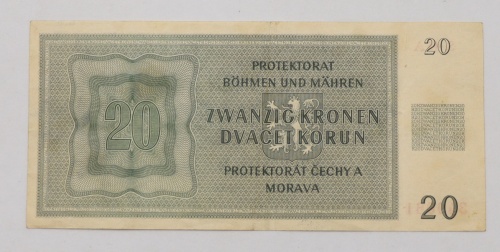 20
PROTEKTORAT
BÖHMEN UND MÄHREN
20
ZWANZIG KRONEN
DVACET KORUN
PROTEKTORÁT ČECHY A
MORAVA
20